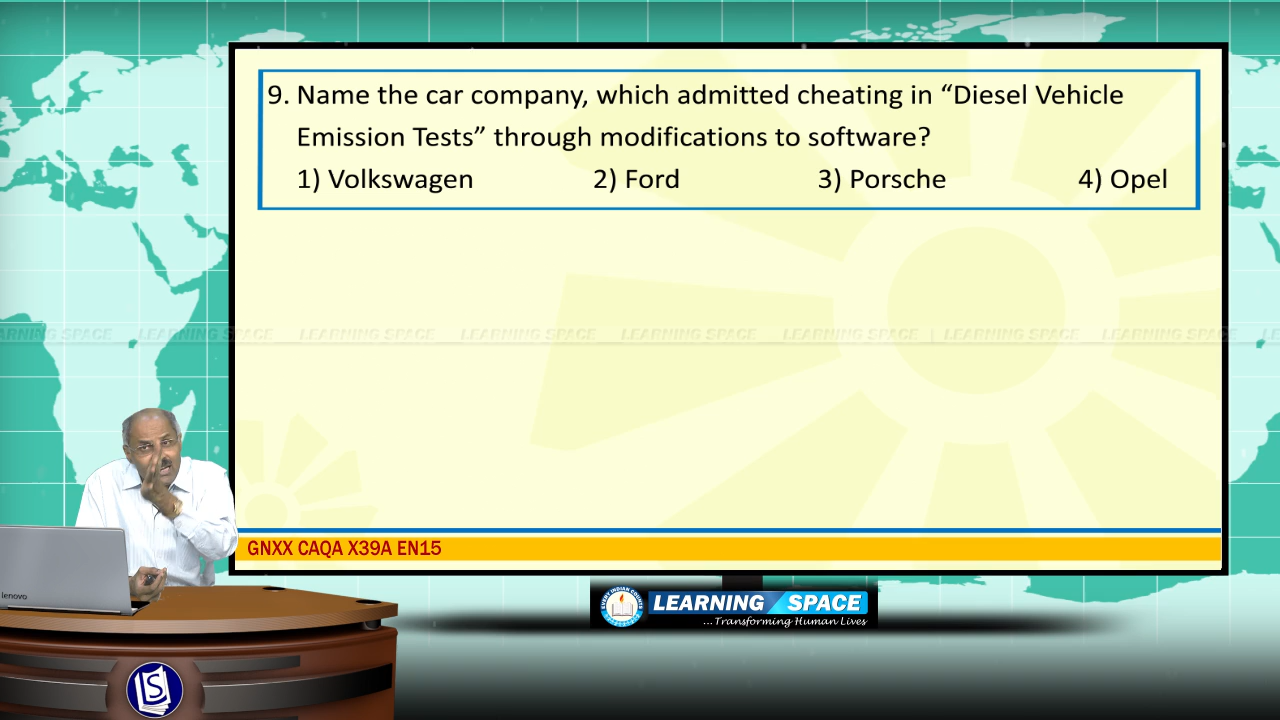 9. Name the car company, which admitted cheating in “Diesel Vehicle
Emission Tests” through modifications to software?
1) Volkswagen 2) Ford 3) Porsche 4) Opel
LEARNING SPACE LEARNING SPACE LEARNING SPACE LEARNING SPACE LEARNING SPACE LEARNING SPACE LEARNING SPACE LEARNING SPACE
GNXX CAQA X39A EN15
lenovo
LEARNING SPACE
...Transforming Human Lives
LS